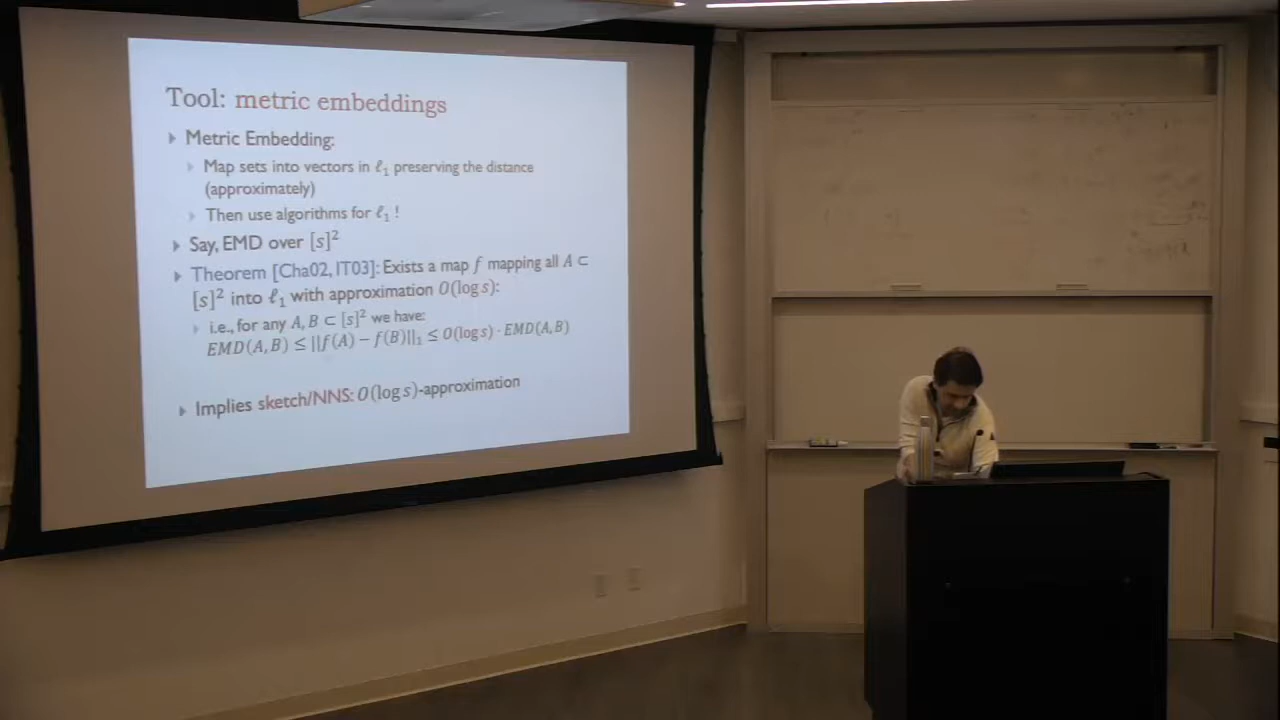 Tool: metric embeddings
Metric Embedding:
Map sets into vectors in ℓ₁ preserving the distance
(approximately)
Then use algorithms for ℓ₁ !
Say, EMD over [s]²
Theorem [Cha02, IT03]: Exists a map f mapping all A ⊂
[s]² into ℓ₁ with approximation O(log s):
i.e., for any A, B ⊂ [s]² we have:
EMD(A, B) ≤ ||f(A) − f(B)||₁ ≤ O(log s) · EMD(A, B)
Implies sketch/NNS: O(log s)-approximation